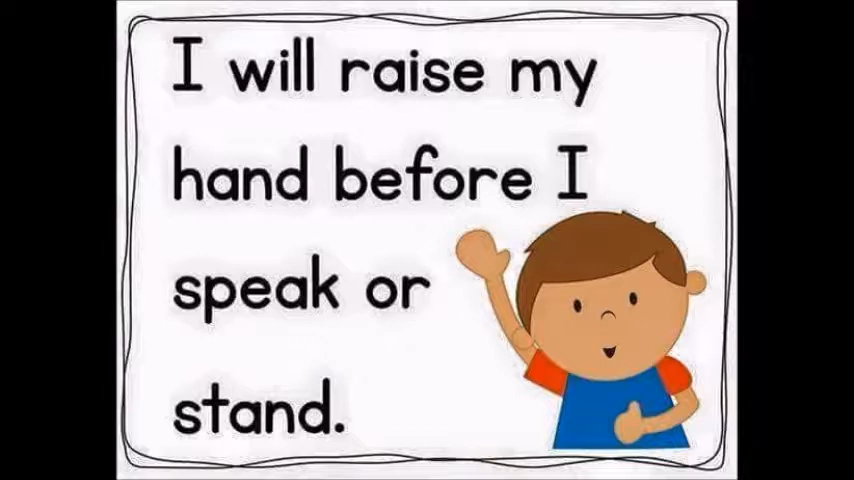 I will raise my
hand before I
speak or
stand.